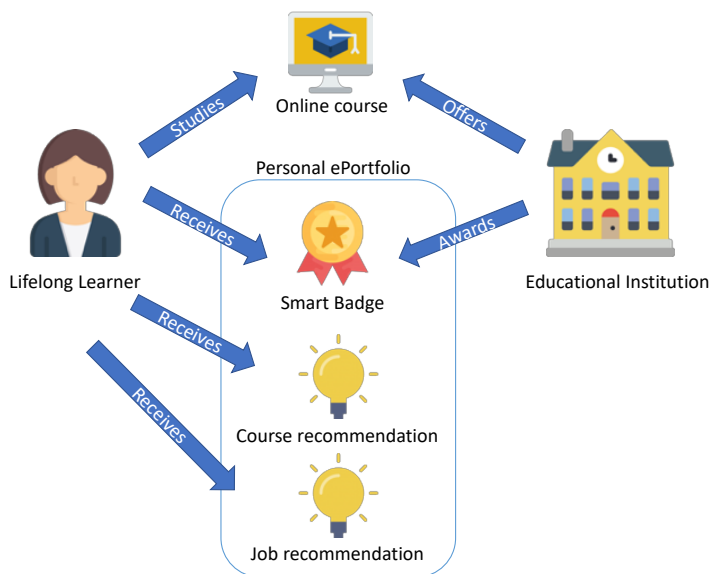 Online course
Studies
Offers
Personal ePortfolio
Receives
Awards
Lifelong Learner
Smart Badge
Educational Institution
Receives
Course recommendation
Receives
Job recommendation